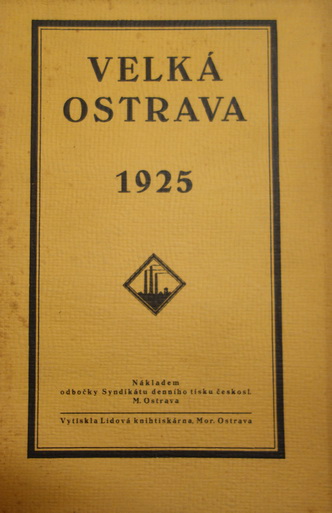 VELKÁ
OSTRAVA
1925
Nákladem
odbočky Syndikátu denního tisku českosl.
M. Ostrava
Vytiskla Lidová knihtiskárna, Mor. Ostrava